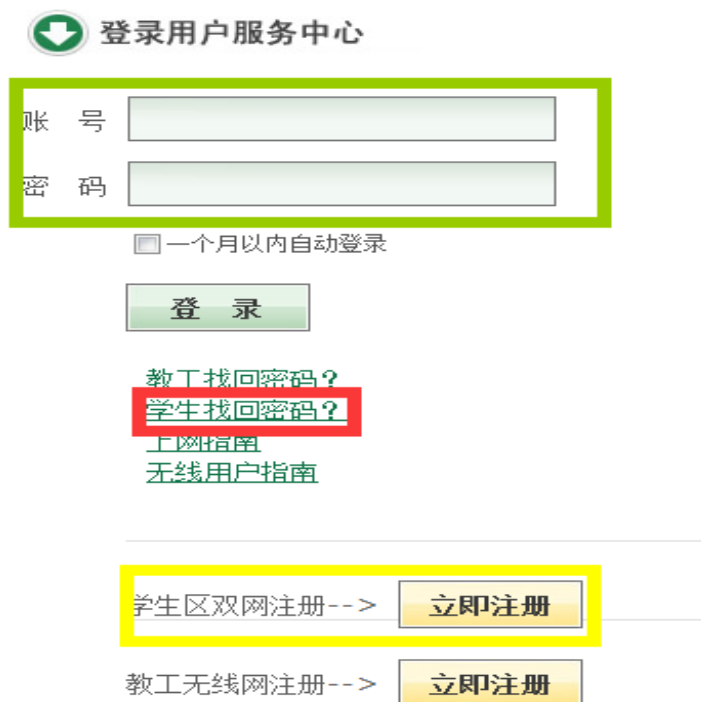 登录用户服务中心
账 号
密 码
一个月以内自动登录
登 录
教工找回密码？
学生找回密码？
上网指南
无线用户指南
学生区双网注册--> 立即注册
教工无线网注册--> 立即注册